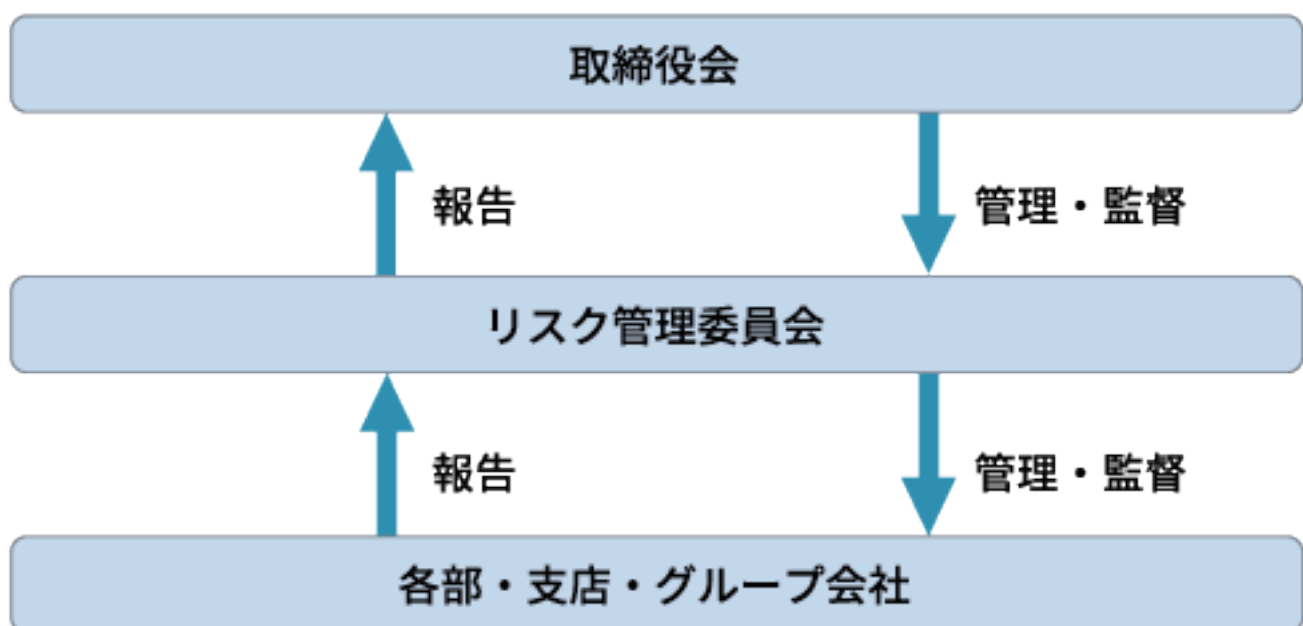 取締役会
報告
管理・監督
リスク管理委員会
報告
管理・監督
各部・支店・グループ会社